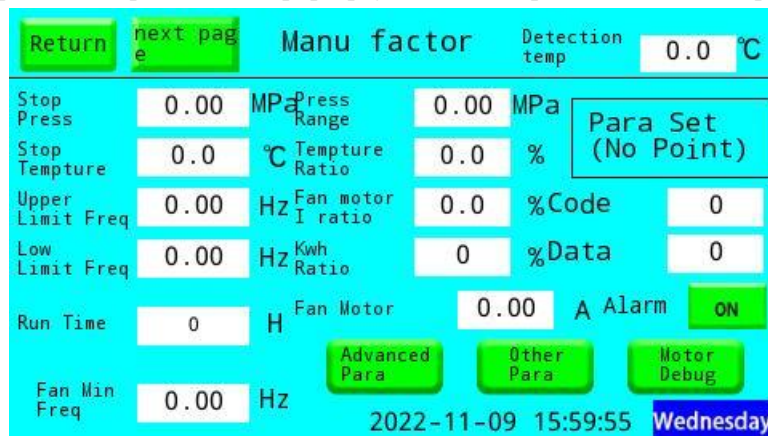 Return
next pag
e
Manu factor
Detection
temp
0.0 ℃
Stop
Press
0.00 MPa
Press
Range
0.00 MPa
Para Set
(No Point)
Stop
Tempture
0.0 ℃
Tempture
Ratio
0.0 %
Upper
Limit Freq
0.00 Hz
Fan motor
I ratio
0.0 %
Code 0
Low
Limit Freq
0.00 Hz
Kwh
Ratio
0 %
Data 0
Run Time 0 H
Fan Motor 0.00 A
Alarm ON
Advanced
Para
Other
Para
Motor
Debug
Fan Min
Freq
0.00 Hz
2022-11-09 15:59:55 Wednesday